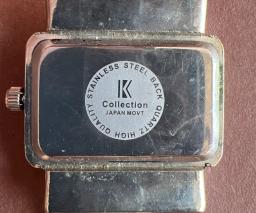 STAINLESS STEEL BACK QUARTZ HIGH QUALITY
K
Collection
JAPAN MOVT